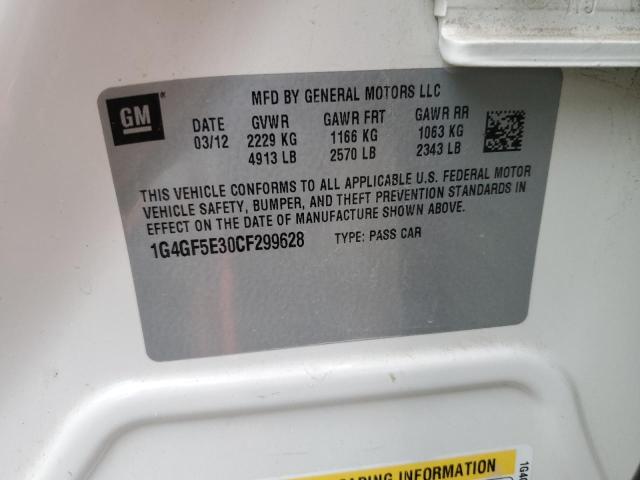 GM
MFD BY GENERAL MOTORS LLC
DATE GVWR GAWR FRT GAWR RR
03/12 2229 KG 1166 KG 1063 KG
4913 LB 2570 LB 2343 LB
THIS VEHICLE CONFORMS TO ALL APPLICABLE U.S. FEDERAL MOTOR
VEHICLE SAFETY, BUMPER, AND THEFT PREVENTION STANDARDS IN
EFFECT ON THE DATE OF MANUFACTURE SHOWN ABOVE.
1G4GF5E30CF299628 TYPE: PASS CAR
INFORMATION